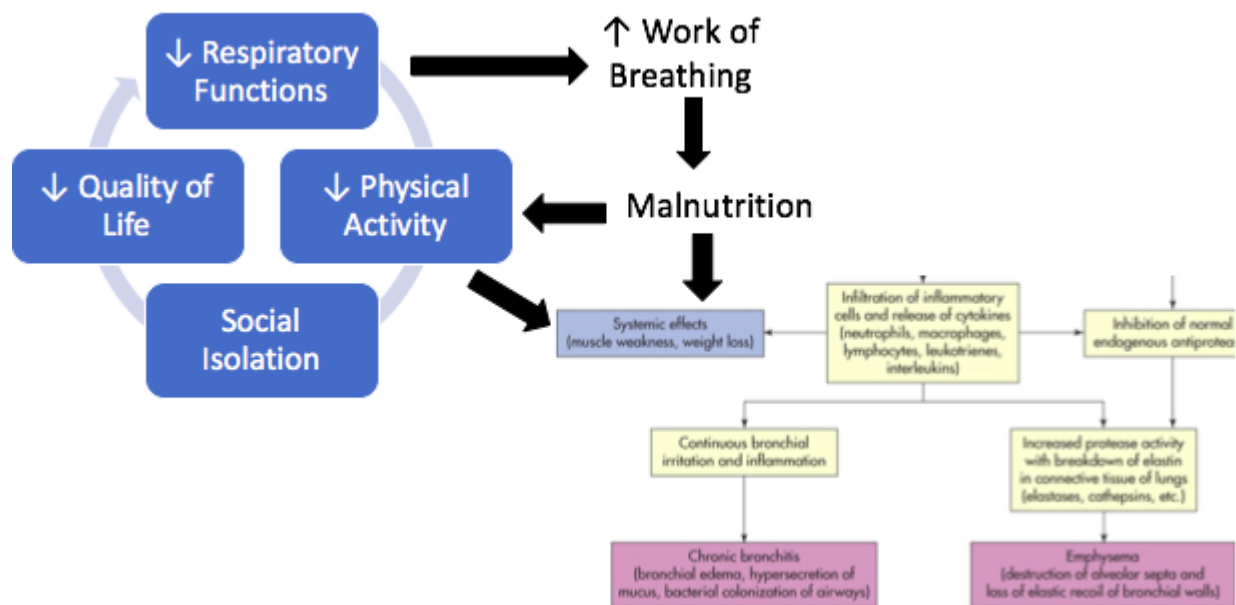 ↓ Respiratory
Functions
↑ Work of
Breathing
↓ Quality of
Life
↓ Physical
Activity
Malnutrition
Social
Isolation
Systemic effects
(muscle weakness, weight loss)
Infiltration of inflammatory
cells and release of cytokines
(neutrophils, macrophages,
lymphocytes, leukotrienes,
interleukins)
Inhibition of normal
endogenous antiproteas
Continuous bronchial
irritation and inflammation
Increased protease activity
with breakdown of elastin
in connective tissue of lungs
(elastases, cathepsins, etc.)
Chronic bronchitis
(bronchial edema, hypersecretion of
mucus, bacterial colonization of airways)
Emphysema
(destruction of alveolar septa and
loss of elastic recoil of bronchial walls)